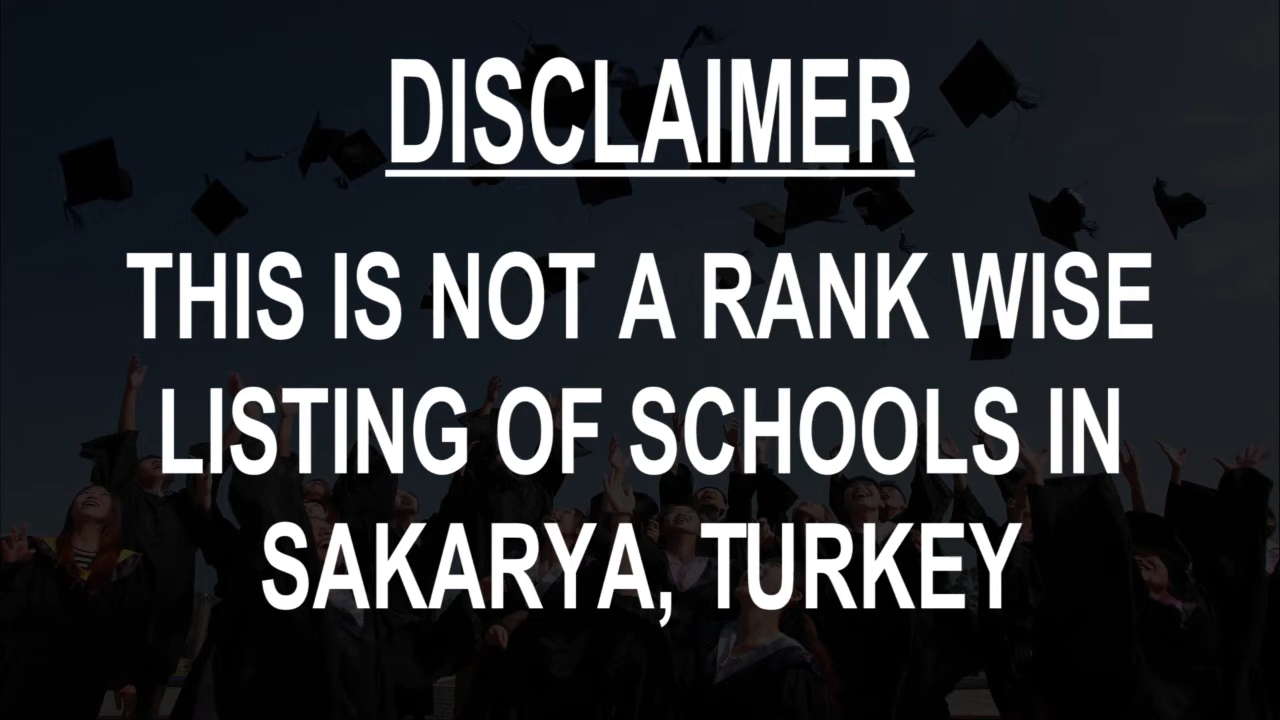 DISCLAIMER
THIS IS NOT A RANK WISE
LISTING OF SCHOOLS IN
SAKARYA, TURKEY